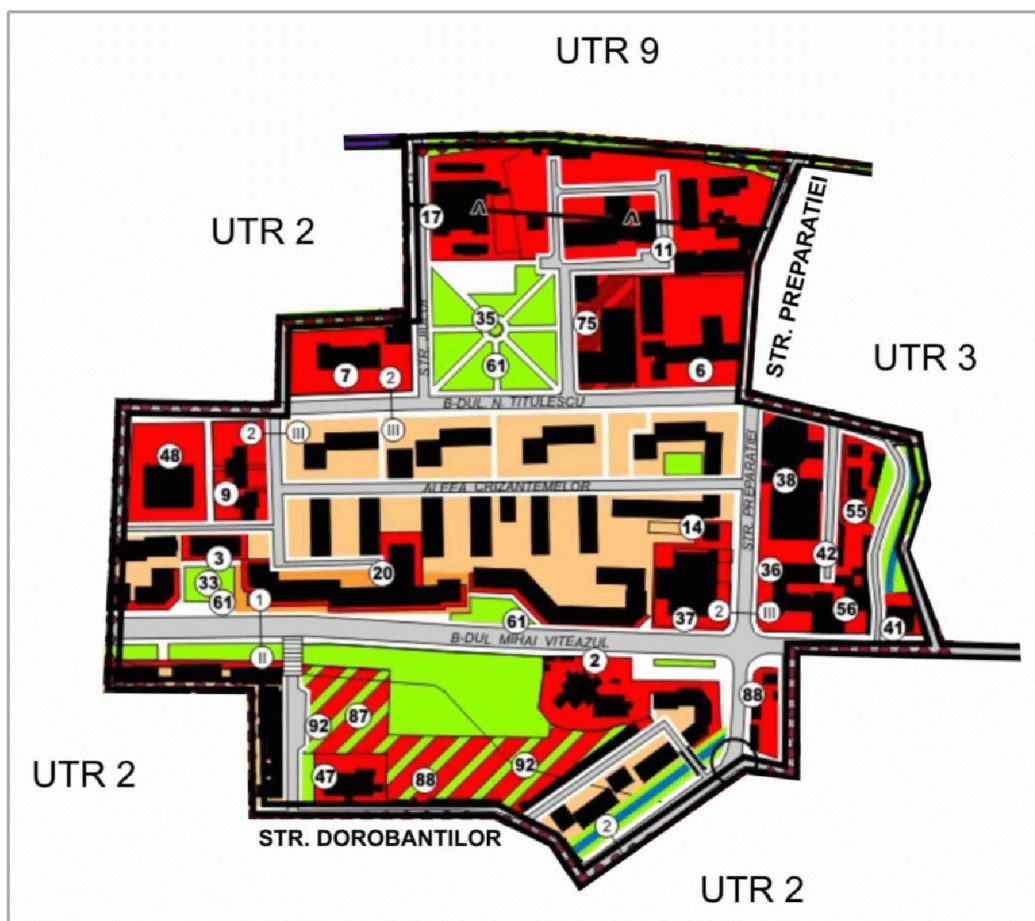 UTR 9
UTR 2
17
11
STR. PREPARATIEI
STR. JIULUI
35
75
UTR 3
7
2
61
6
B-DUL N. TITULESCU
2
III
III
48
9
STR. PREPARATIEI
38
ALEEA CRIZANTEMELOR
55
14
42
3
20
36
33
61
1
61
37
2
III
56
41
B-DUL MIHAI VITEAZUL
II
2
88
92
87
UTR 2
47
88
92
STR. DOROBANTILOR
2
UTR 2